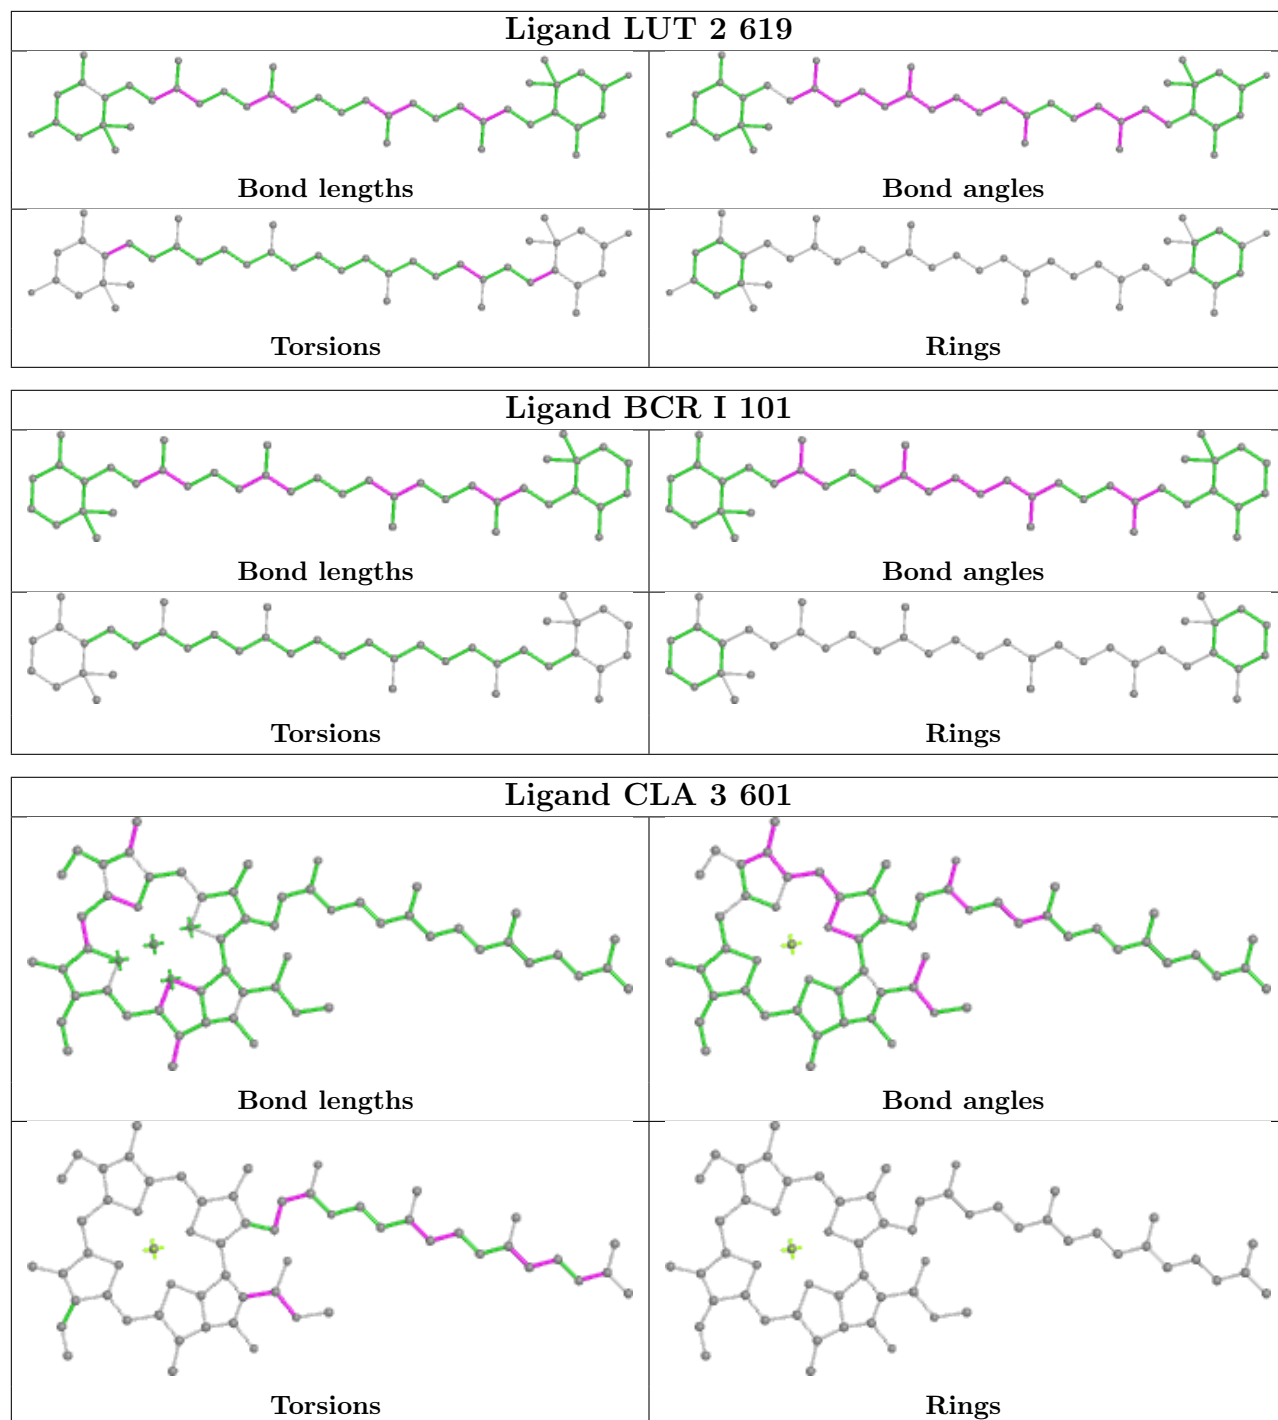 Ligand LUT 2 619
Bond lengths
Bond angles
Torsions
Rings
Ligand BCR I 101
Bond lengths
Bond angles
Torsions
Rings
Ligand CLA 3 601
Bond lengths
Bond angles
Torsions
Rings